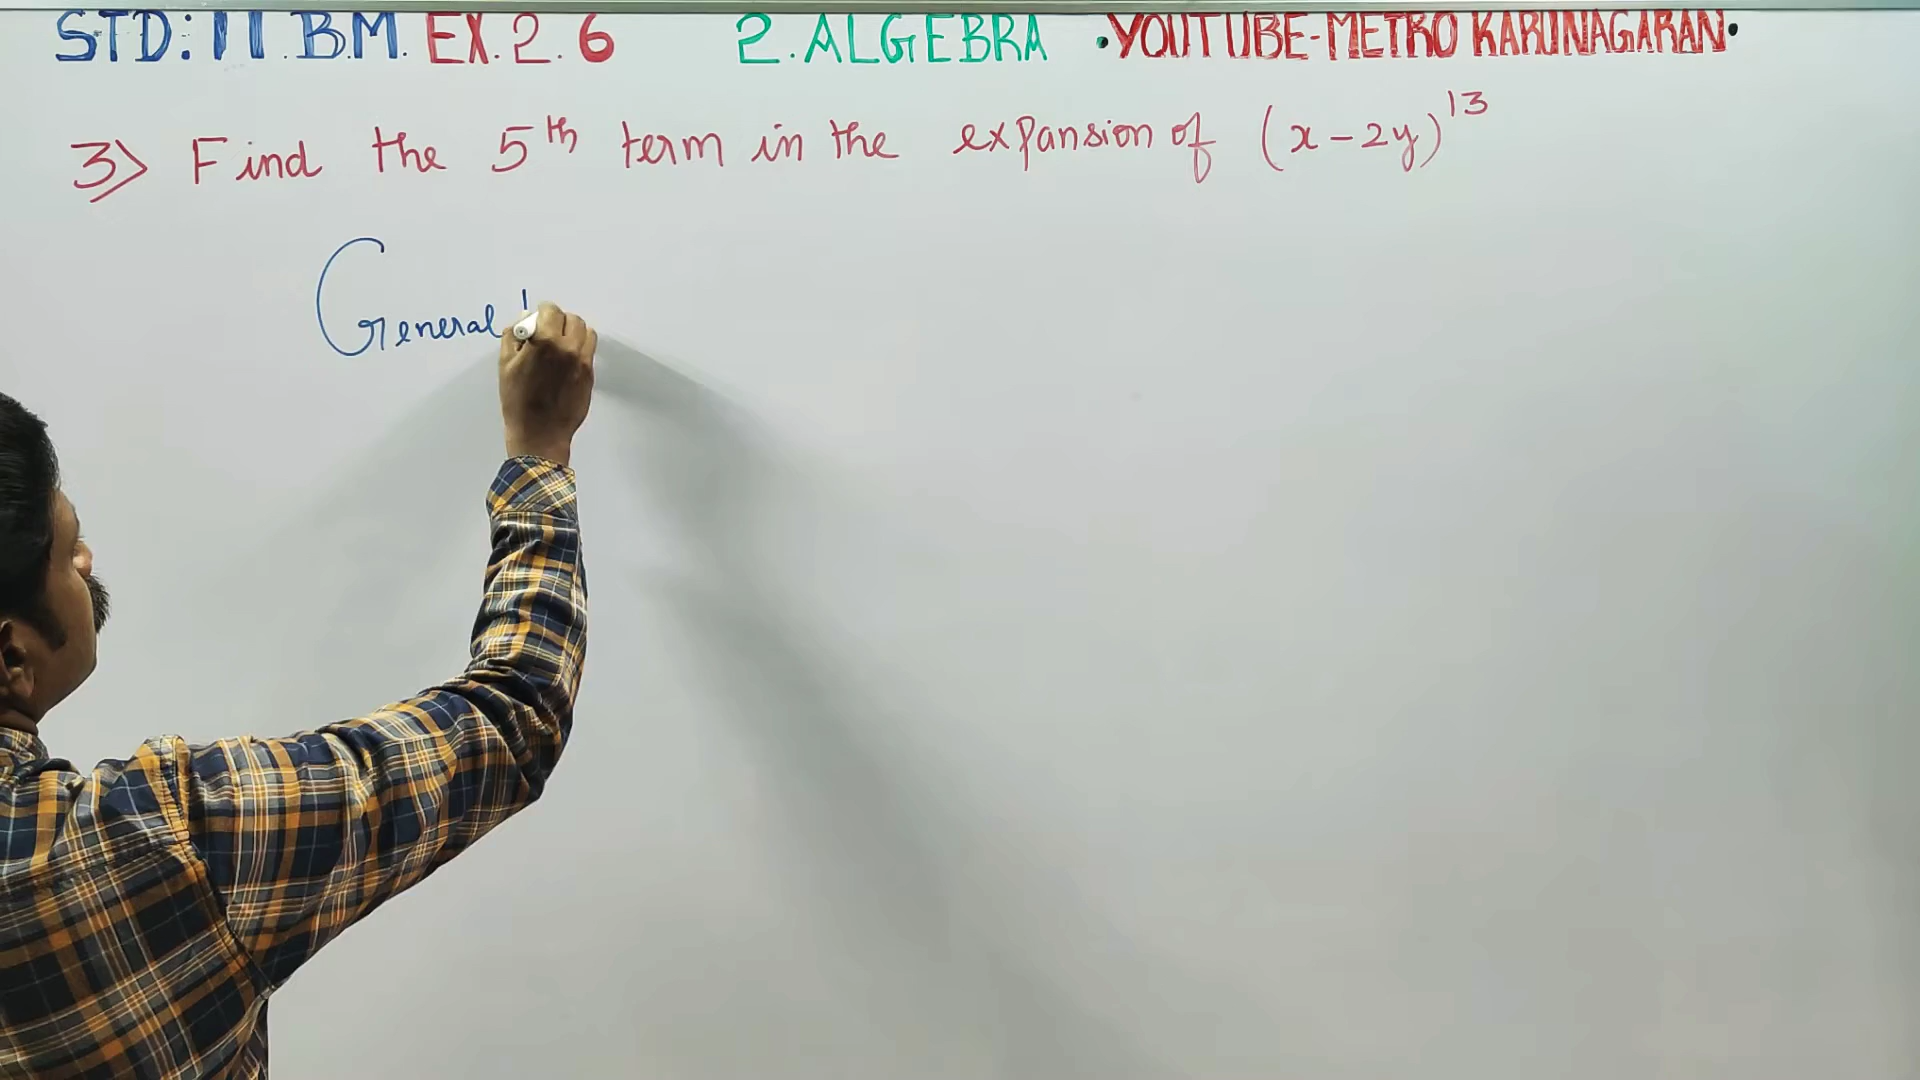 STD: 11.B.M. EX.2.6 2.ALGEBRA •YOUTUBE-METRO KARUNAGARAN•
3> Find the 5th term in the expansion of (x-2y)^13
General